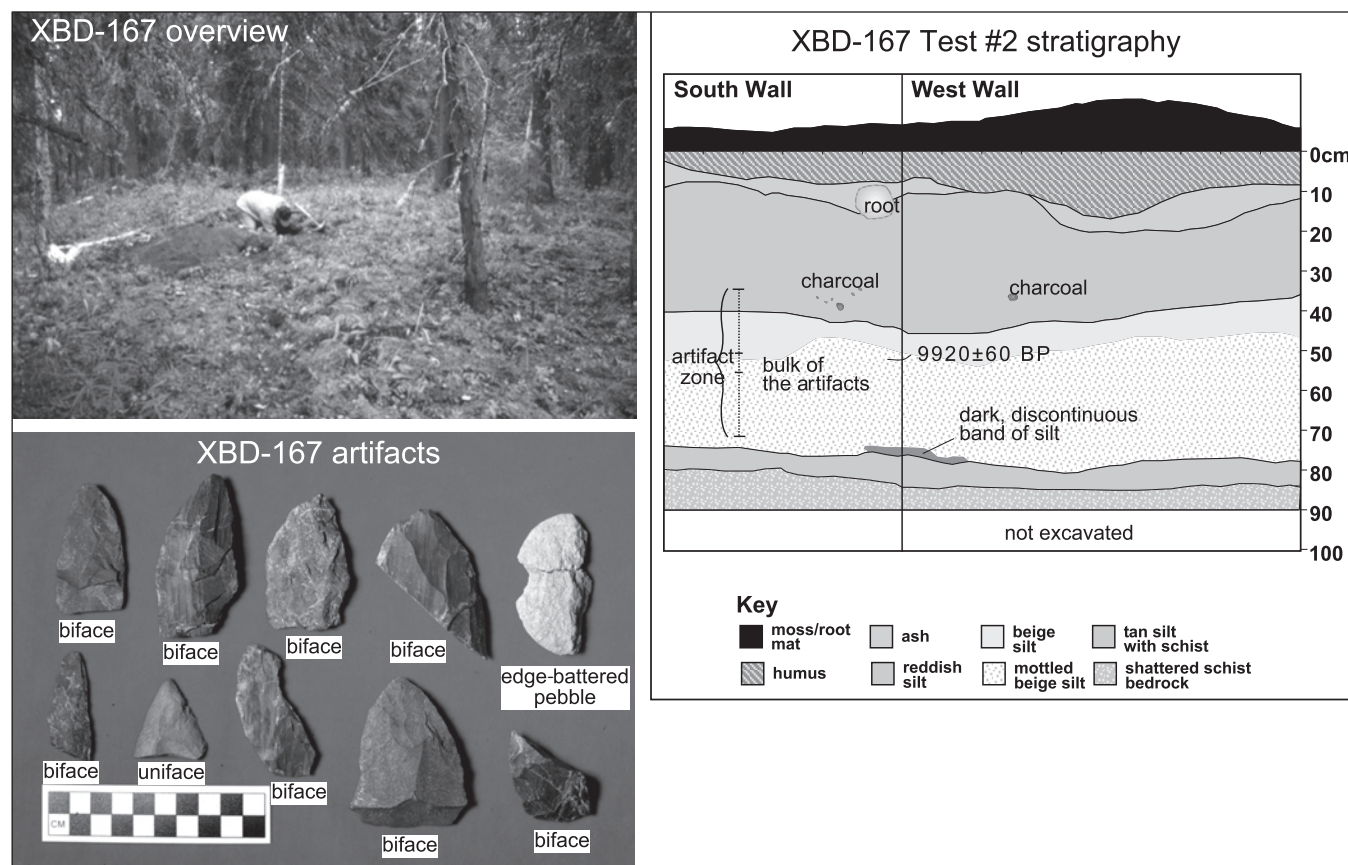 XBD-167 overview
XBD-167 artifacts
biface
biface
biface
biface
edge-battered
pebble
biface
uniface
biface
biface
biface
CM
XBD-167 Test #2 stratigraphy
South Wall
West Wall
0cm
10
20
30
40
50
60
70
80
90
100
root
charcoal
charcoal
artifact
zone
bulk of
the artifacts
9920±60 BP
dark, discontinuous
band of silt
not excavated
Key
moss/root
mat
ash
beige
silt
tan silt
with schist
humus
reddish
silt
mottled
beige silt
shattered schist
bedrock